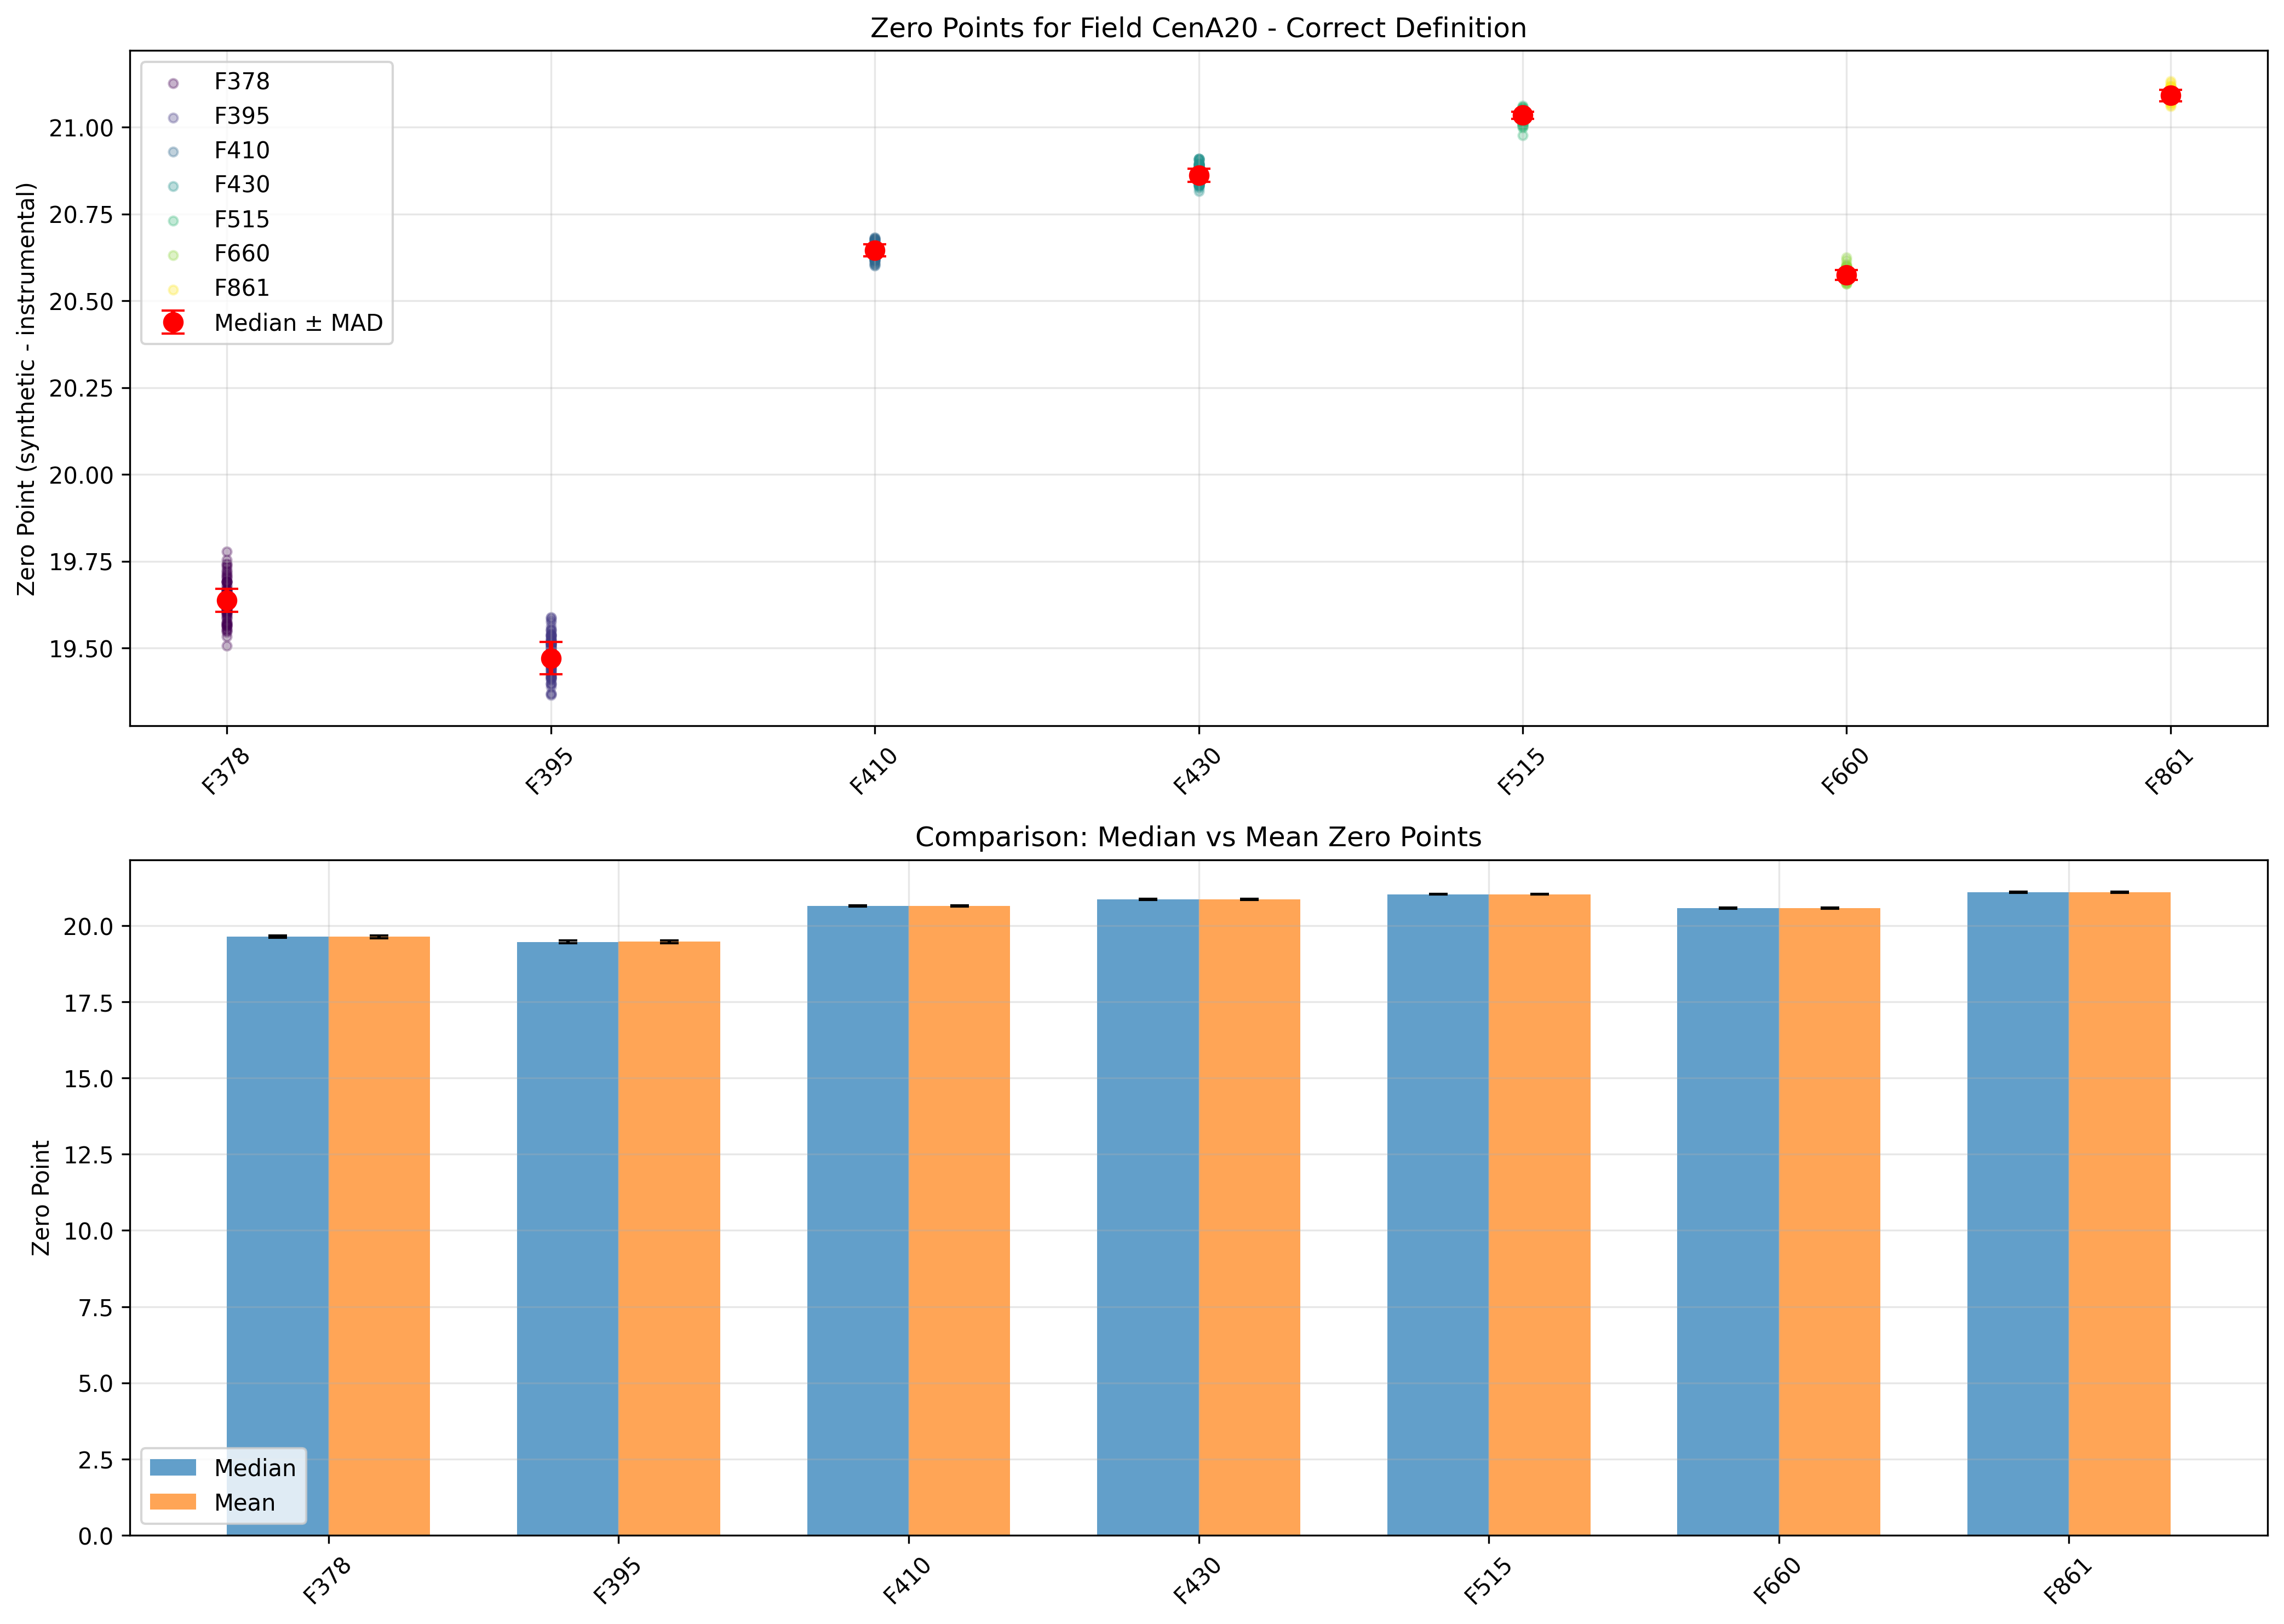 Zero Points for Field CenA20 - Correct Definition
Zero Point (synthetic - instrumental)
21.00
20.75
20.50
20.25
20.00
19.75
19.50
F378
F395
F410
F430
F515
F660
F861
Median ± MAD
F378
F395
F410
F430
F515
F660
F861
Comparison: Median vs Mean Zero Points
Zero Point
20.0
17.5
15.0
12.5
10.0
7.5
5.0
2.5
0.0
Median
Mean
F378
F395
F410
F430
F515
F660
F861